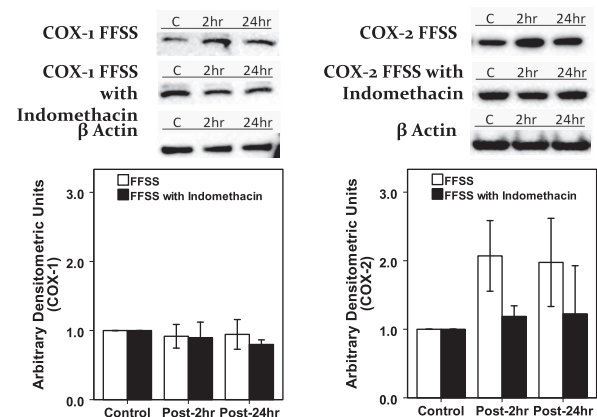 COX-1 FFSS
C 2hr 24hr
COX-1 FFSS
with
Indomethacin
C 2hr 24hr
β Actin
C 2hr 24hr
Arbitrary Densitometric Units
(COX-1)
3.0
2.0
1.0
0.0
FFSS
FFSS with Indomethacin
Control Post-2hr Post-24hr
COX-2 FFSS
C 2hr 24hr
COX-2 FFSS with
Indomethacin
C 2hr 24hr
β Actin
C 2hr 24hr
Arbitrary Densitometric Units
(COX-2)
3.0
2.0
1.0
0.0
FFSS
FFSS with Indomethacin
Control Post-2hr Post-24hr